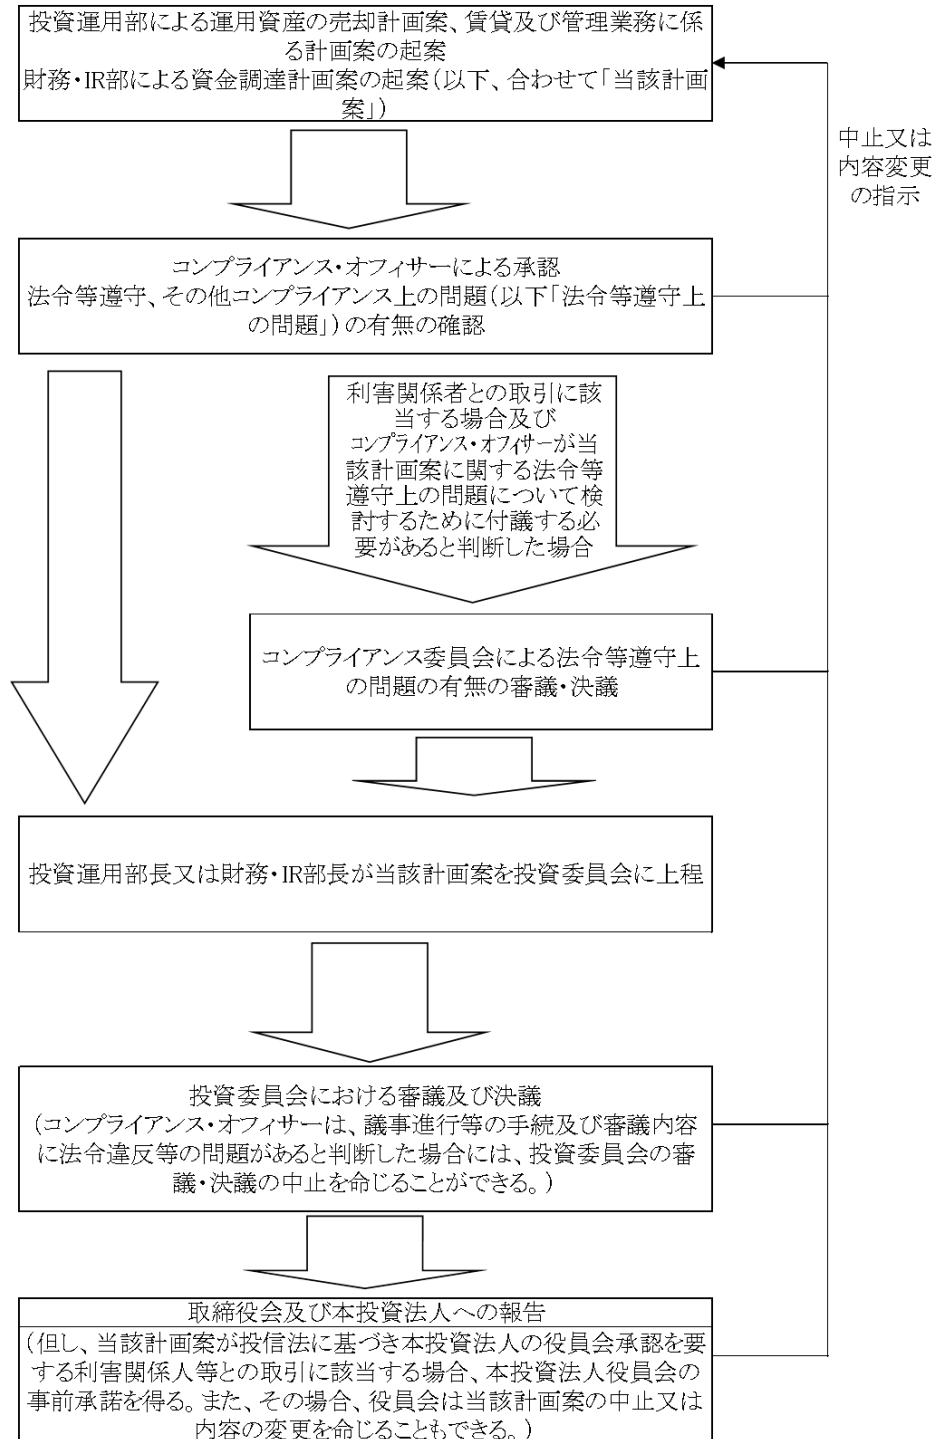 投資運用部による運用資産の売却計画案、賃貸及び管理業務に係
る計画案の起案
財務・IR部による資金調達計画案の起案（以下、合わせて「当該計画
案」）
中止又は
内容変更
の指示
コンプライアンス・オフィサーによる承認
法令等遵守、その他コンプライアンス上の問題（以下「法令等遵守上
の問題」）の有無の確認
利害関係者との取引に該
当する場合及び
コンプライアンス・オフィサーが当
該計画案に関する法令等
遵守上の問題について検
討するために付議する必
要があると判断した場合
コンプライアンス委員会による法令等遵守上
の問題の有無の審議・決議
投資運用部長又は財務・IR部長が当該計画案を投資委員会に上程
投資委員会における審議及び決議
（コンプライアンス・オフィサーは、議事進行等の手続及び審議内容
に法令違反等の問題があると判断した場合には、投資委員会の審
議・決議の中止を命じることができる。）
取締役会及び本投資法人への報告
（但し、当該計画案が投信法に基づき本投資法人の役員会承認を要
する利害関係人等との取引に該当する場合、本投資法人役員会の
事前承諾を得る。また、その場合、役員会は当該計画案の中止又は
内容の変更を命じることもできる。）